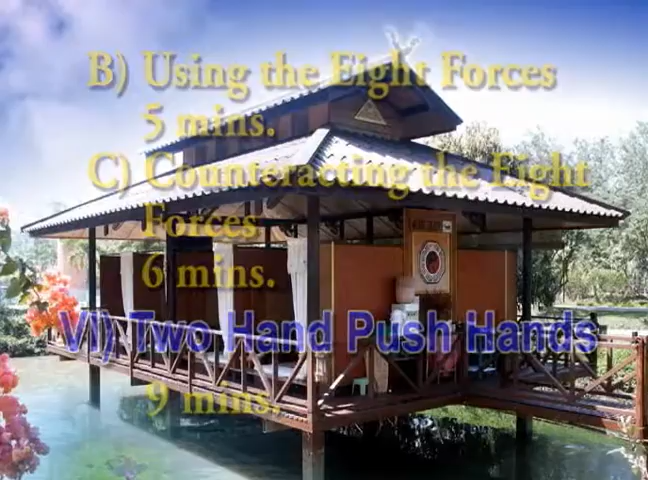 B) Using the Eight Forces
5 mins.
C) Counteracting the Eight
Forces
6 mins.
VI) Two Hand Push Hands
9 mins.